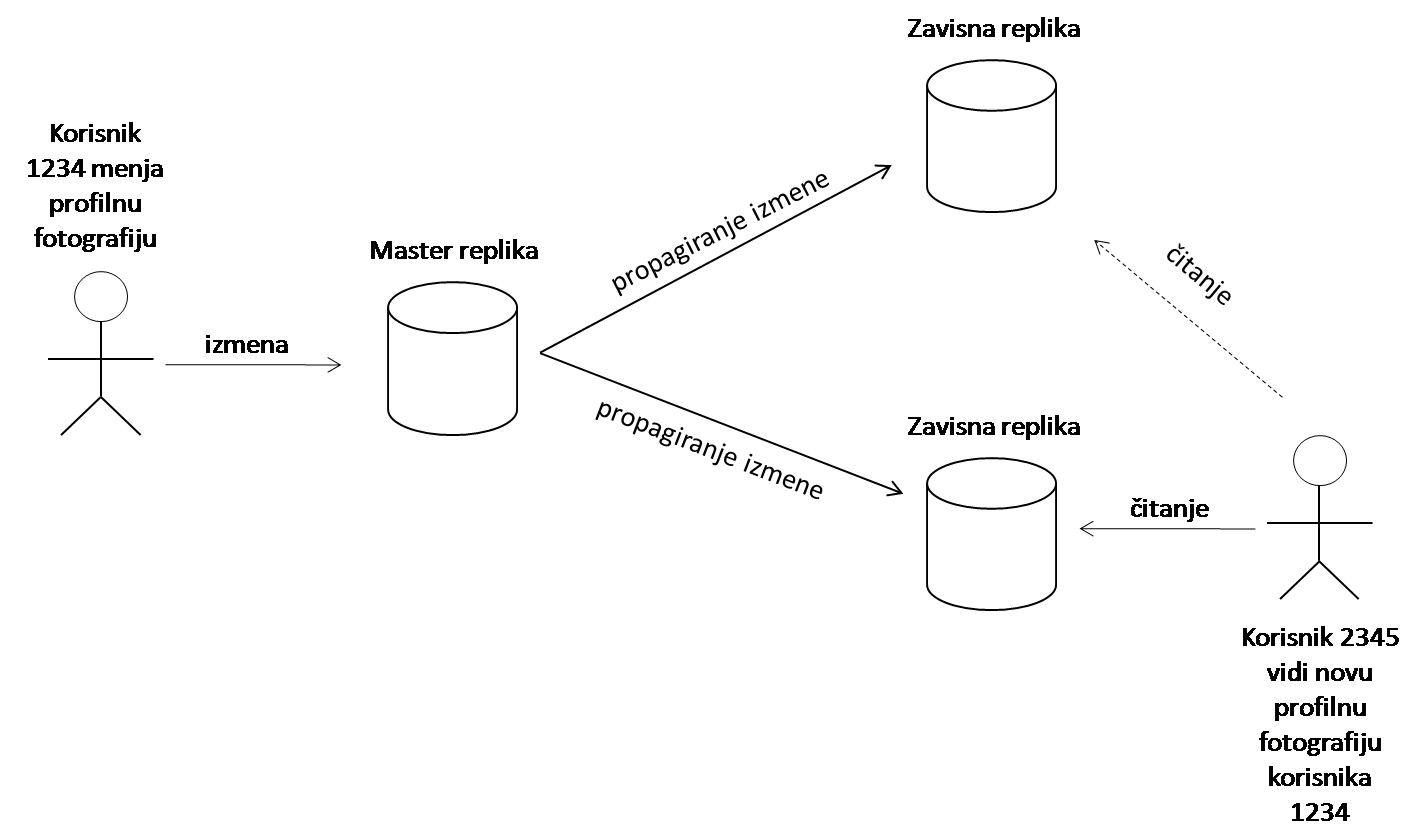 Korisnik
1234 menja
profilnu
fotografiju
izmena
Master replika
propagiranje izmene
propagiranje izmene
Zavisna replika
čitanje
Zavisna replika
čitanje
Korisnik 2345
vidi novu
profilnu
fotografiju
korisnika
1234